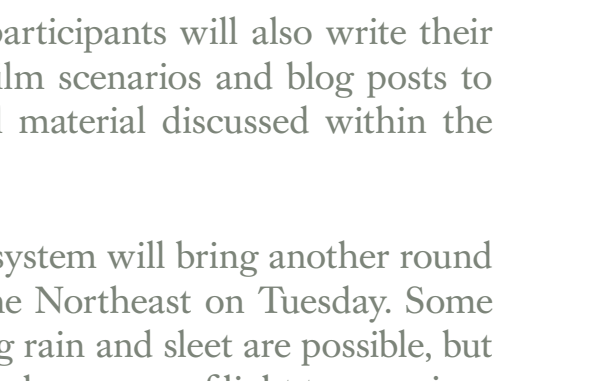 participants will also write their
film scenarios and blog posts to
material discussed within the
system will bring another round
Northeast on Tuesday. Some
rain and sleet are possible, but